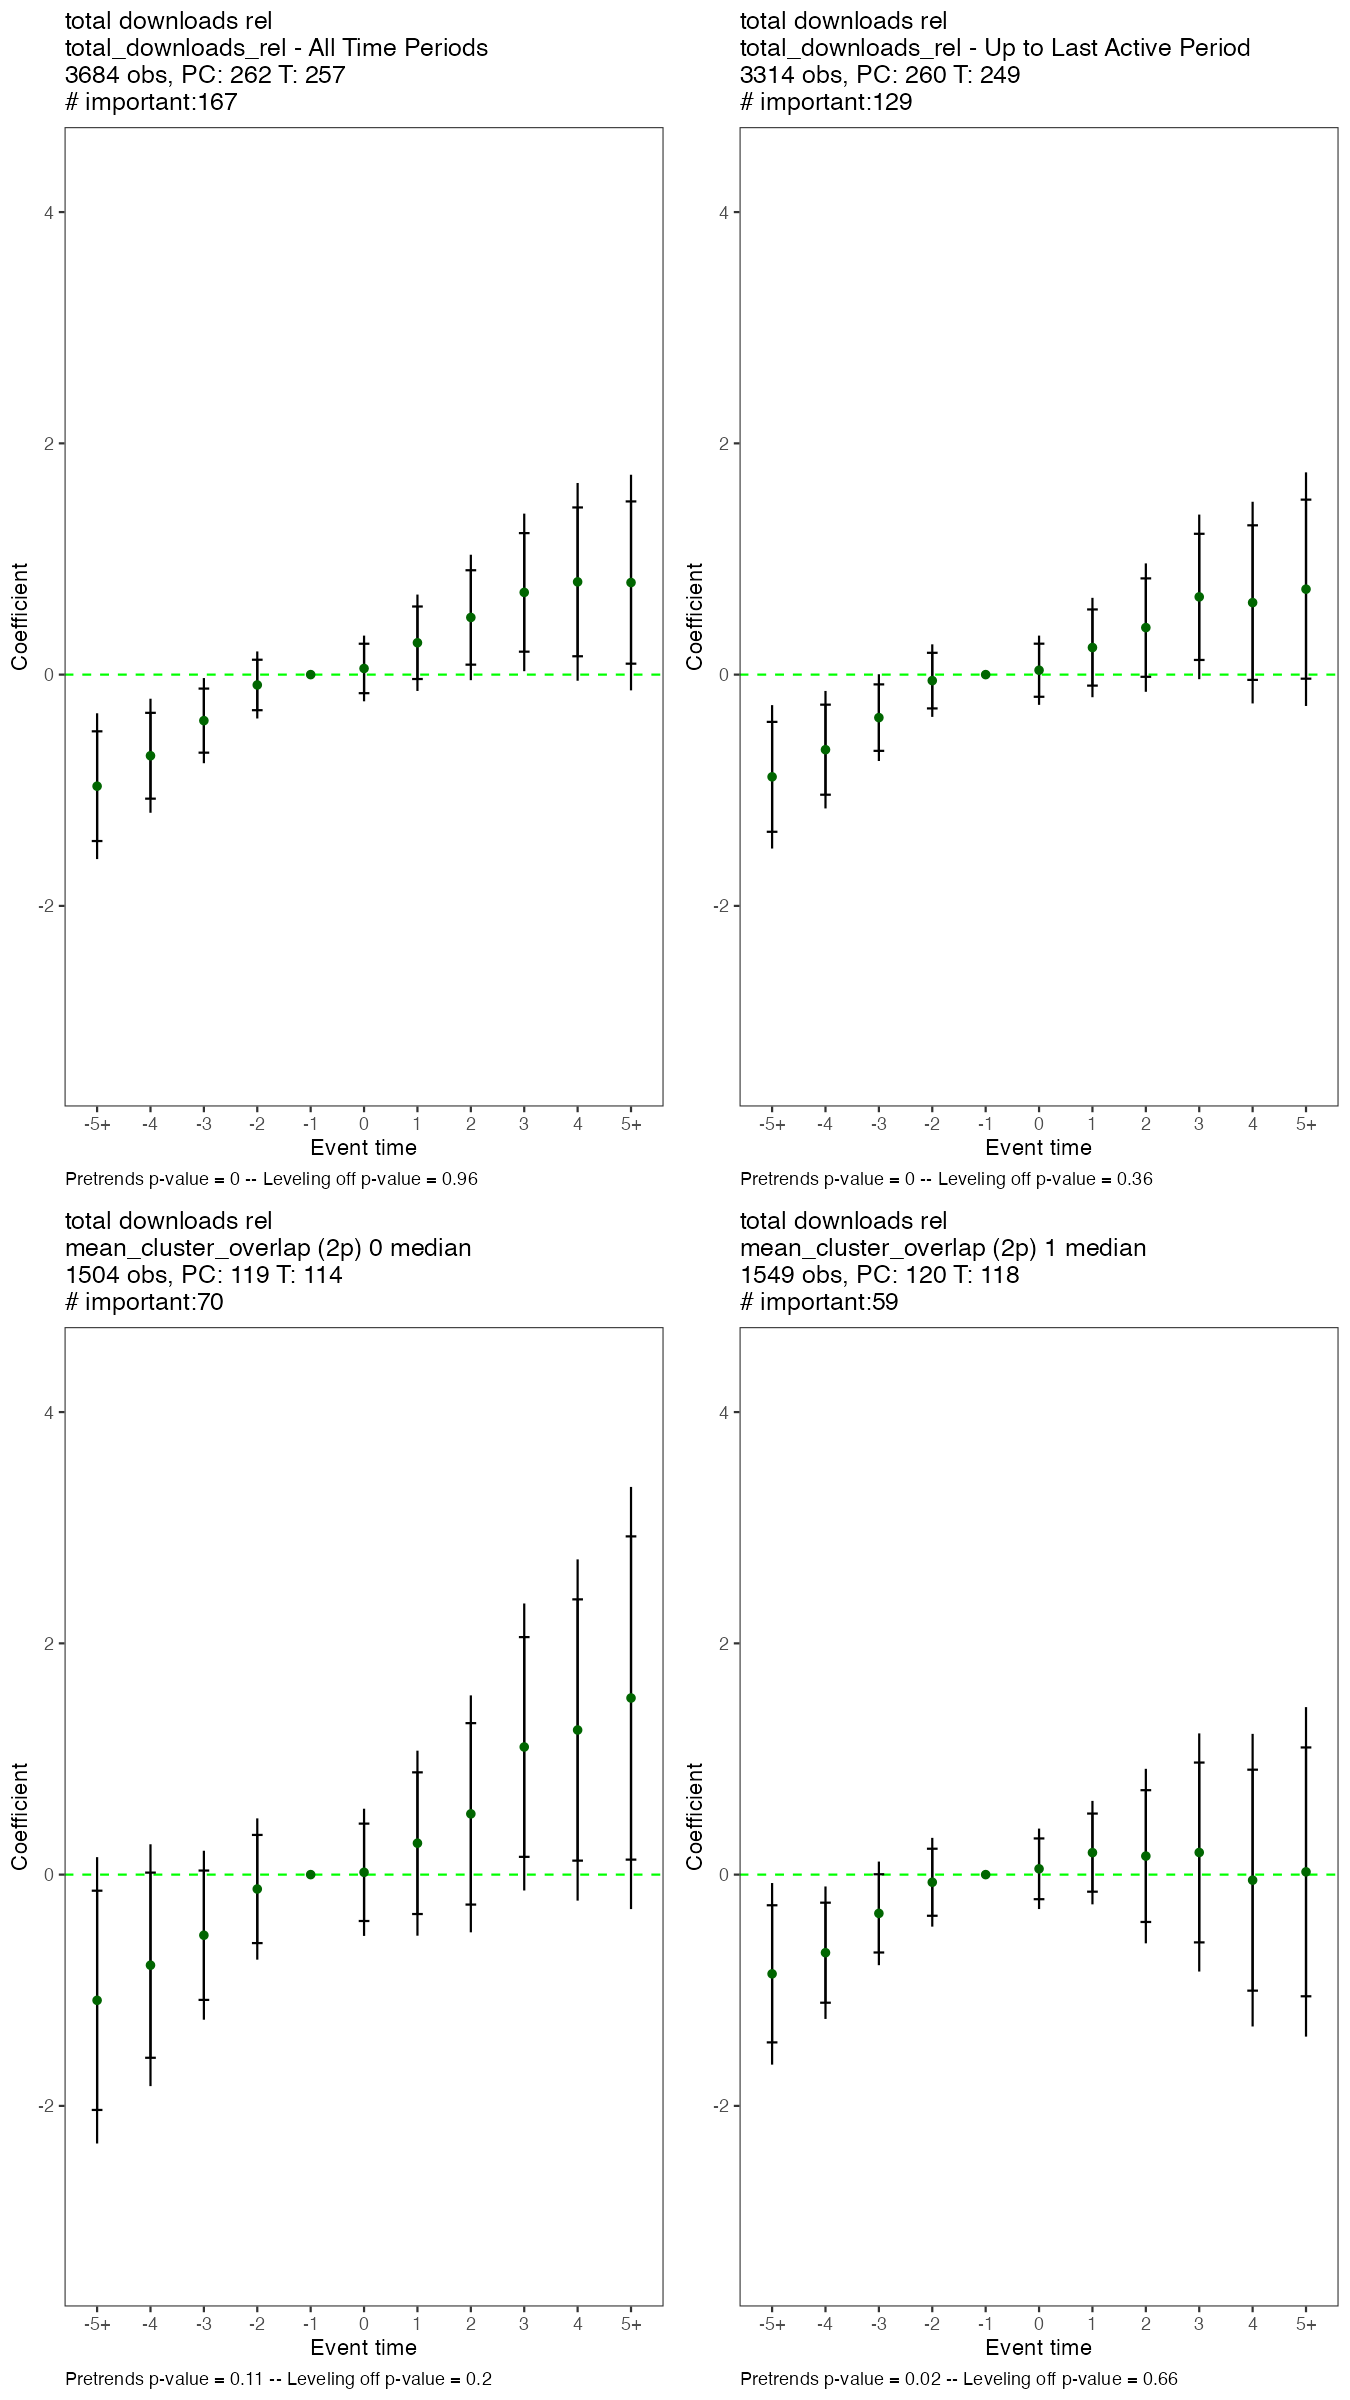 total downloads rel
total_downloads_rel - All Time Periods
3684 obs, PC: 262 T: 257
# important:167
4
2
0
-2
Coefficient
-5+ -4 -3 -2 -1 0 1 2 3 4 5+
Event time
Pretrends p-value = 0 -- Leveling off p-value = 0.96
total downloads rel
total_downloads_rel - Up to Last Active Period
3314 obs, PC: 260 T: 249
# important:129
4
2
0
-2
Coefficient
-5+ -4 -3 -2 -1 0 1 2 3 4 5+
Event time
Pretrends p-value = 0 -- Leveling off p-value = 0.36
total downloads rel
mean_cluster_overlap (2p) 0 median
1504 obs, PC: 119 T: 114
# important:70
4
2
0
-2
Coefficient
-5+ -4 -3 -2 -1 0 1 2 3 4 5+
Event time
Pretrends p-value = 0.11 -- Leveling off p-value = 0.2
total downloads rel
mean_cluster_overlap (2p) 1 median
1549 obs, PC: 120 T: 118
# important:59
4
2
0
-2
Coefficient
-5+ -4 -3 -2 -1 0 1 2 3 4 5+
Event time
Pretrends p-value = 0.02 -- Leveling off p-value = 0.66